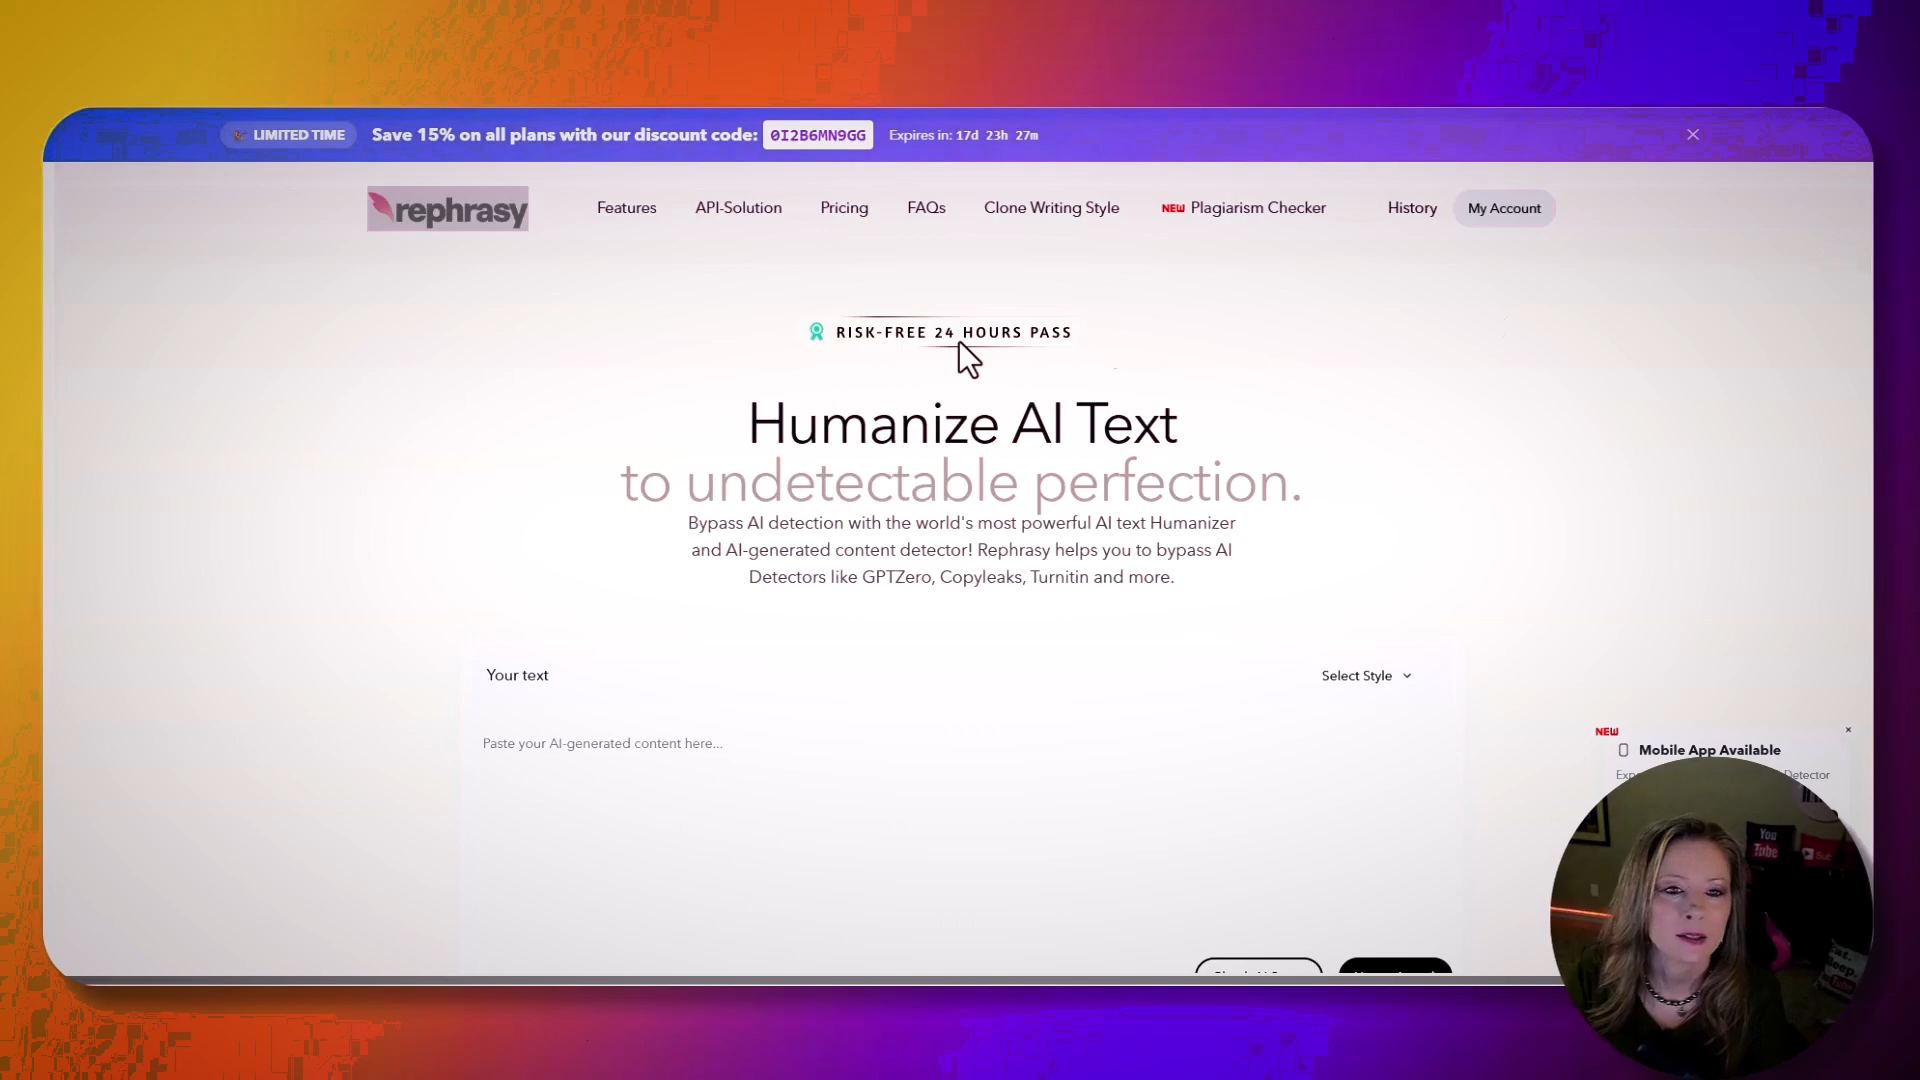 LIMITED TIME Save 15% on all plans with our discount code: 0I2B6MN9GG Expires in: 17d 23h 27m
rephrasy Features API-Solution Pricing FAQs Clone Writing Style NEW Plagiarism Checker History My Account
RISK-FREE 24 HOURS PASS
Humanize AI Text
to undetectable perfection.
Bypass AI detection with the world's most powerful AI text Humanizer
and AI-generated content detector! Rephrasy helps you to bypass AI
Detectors like GPTZero, Copyleaks, Turnitin and more.
Your text Select Style
Paste your AI-generated content here...
NEW
Mobile App Available
Detector
You
Tube
Sub